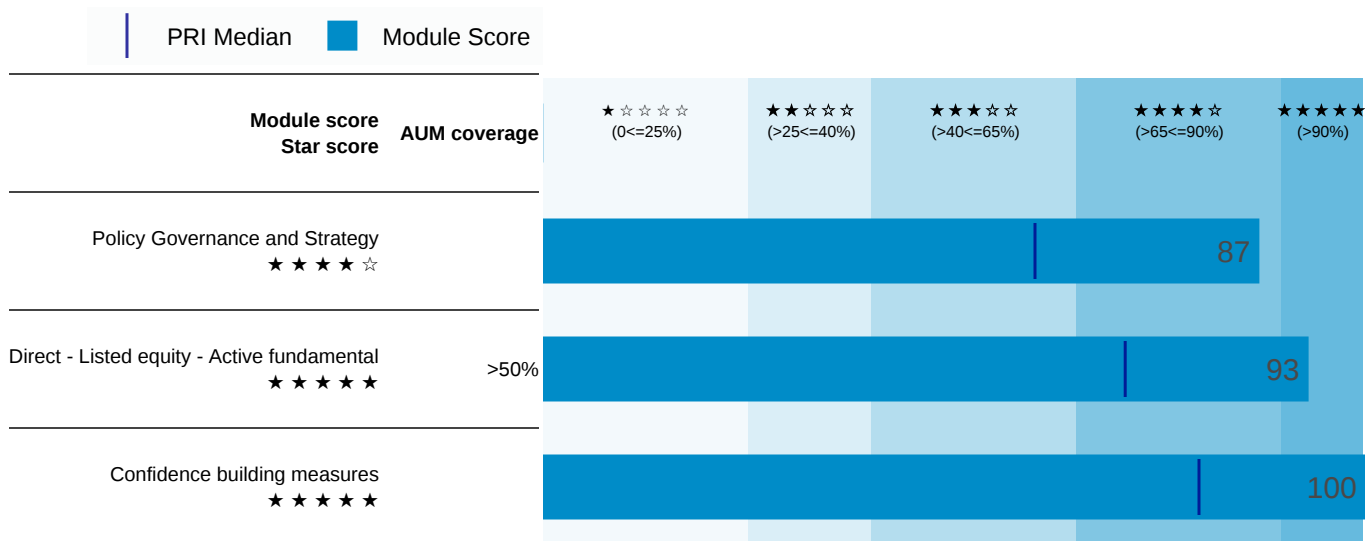 PRI Median Module Score
Module score
Star score
AUM coverage
★☆☆☆☆
(0<=25%)
★★☆☆☆
(>25<=40%)
★★★☆☆
(>40<=65%)
★★★★☆
(>65<=90%)
★★★★★
(>90%)
Policy Governance and Strategy
★★★★☆
87
Direct - Listed equity - Active fundamental
★★★★★
>50%
93
Confidence building measures
★★★★★
100